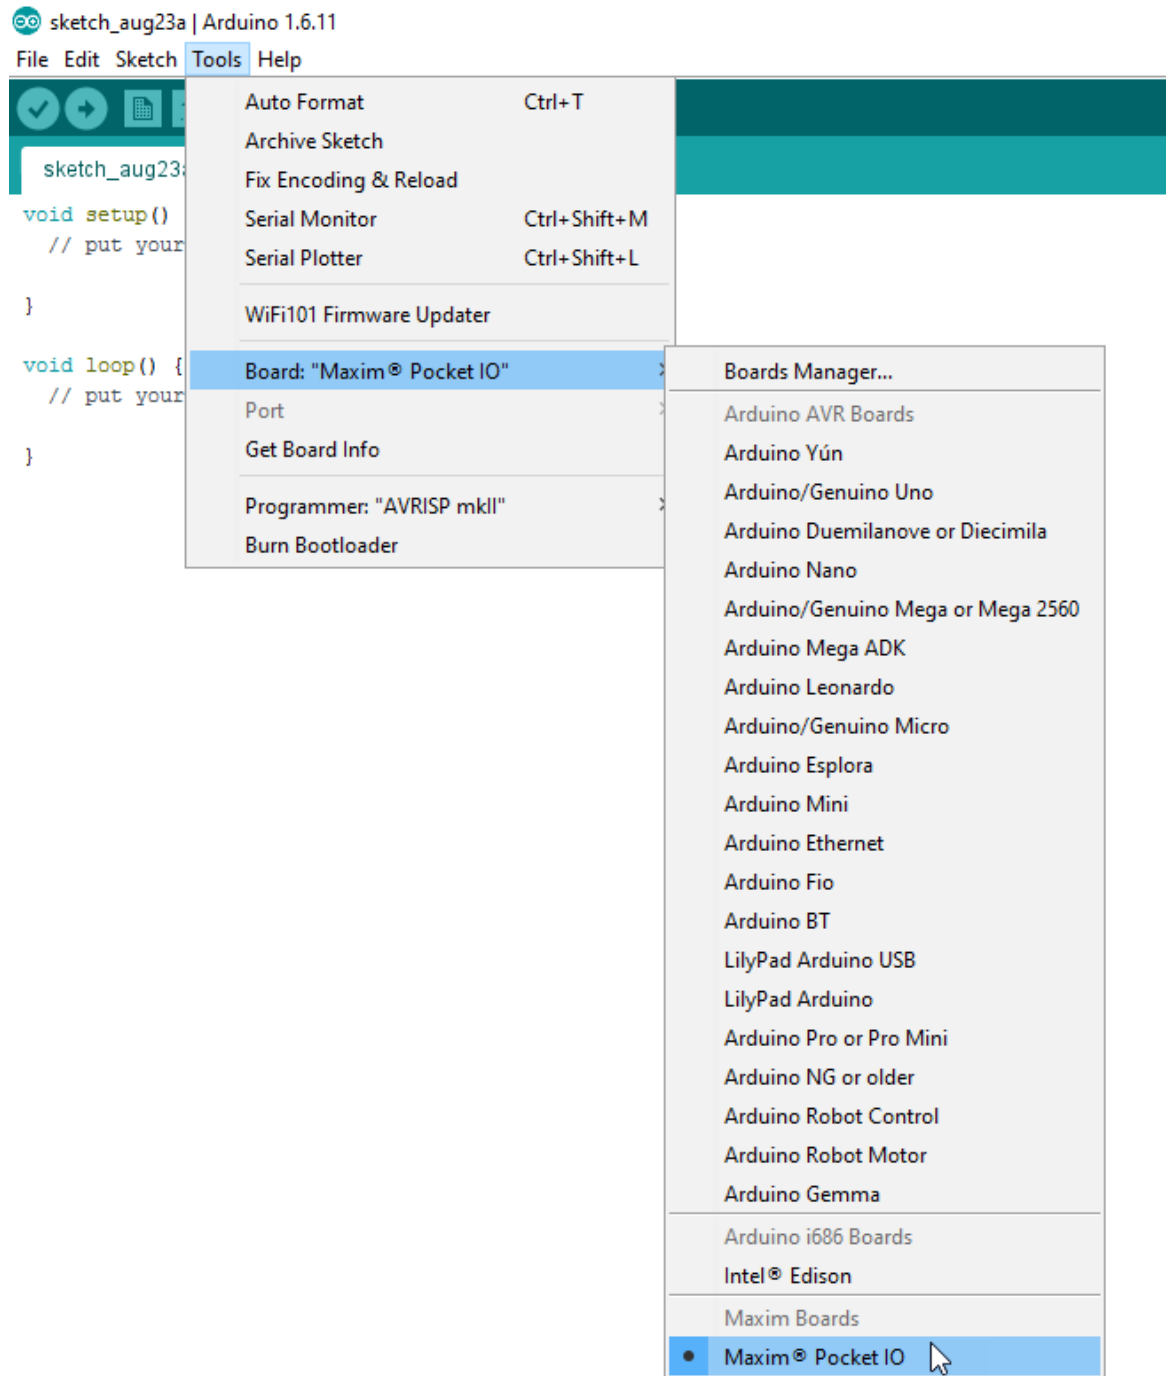 sketch_aug23a | Arduino 1.6.11
File Edit Sketch Tools Help
sketch_aug23a
void setup()
// put your
}
void loop() {
// put your
}
Auto Format Ctrl+T
Archive Sketch
Fix Encoding & Reload
Serial Monitor Ctrl+Shift+M
Serial Plotter Ctrl+Shift+L
WiFi101 Firmware Updater
Board: "Maxim® Pocket IO"
Port
Get Board Info
Programmer: "AVRISP mkII"
Burn Bootloader
Boards Manager...
Arduino AVR Boards
Arduino Yún
Arduino/Genuino Uno
Arduino Duemilanove or Diecimila
Arduino Nano
Arduino/Genuino Mega or Mega 2560
Arduino Mega ADK
Arduino Leonardo
Arduino/Genuino Micro
Arduino Esplora
Arduino Mini
Arduino Ethernet
Arduino Fio
Arduino BT
LilyPad Arduino USB
LilyPad Arduino
Arduino Pro or Pro Mini
Arduino NG or older
Arduino Robot Control
Arduino Robot Motor
Arduino Gemma
Arduino i686 Boards
Intel® Edison
Maxim Boards
Maxim® Pocket IO